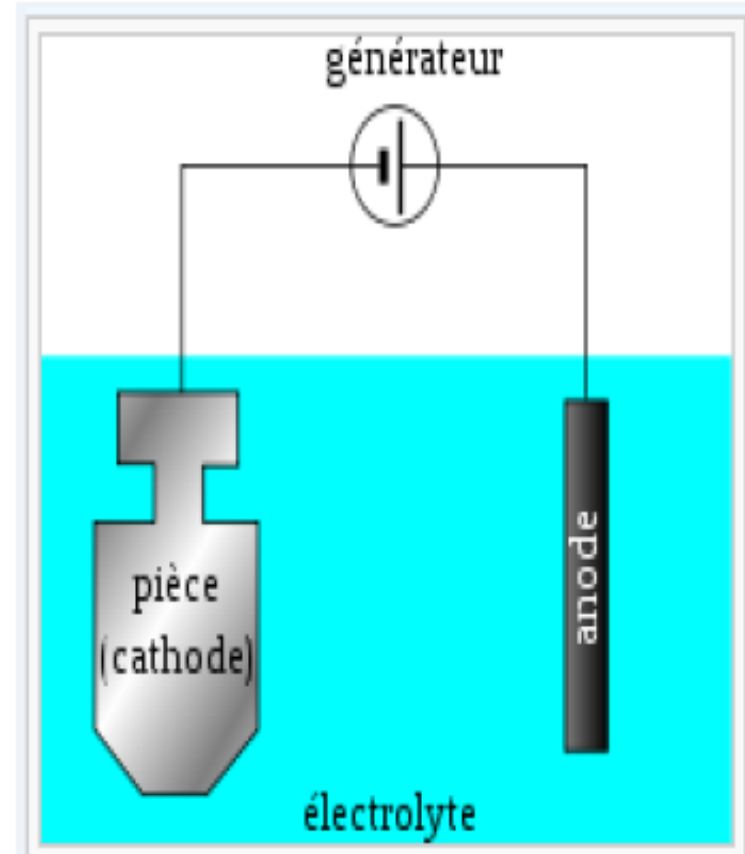 générateur
pièce
(cathode)
anode
électrolyte